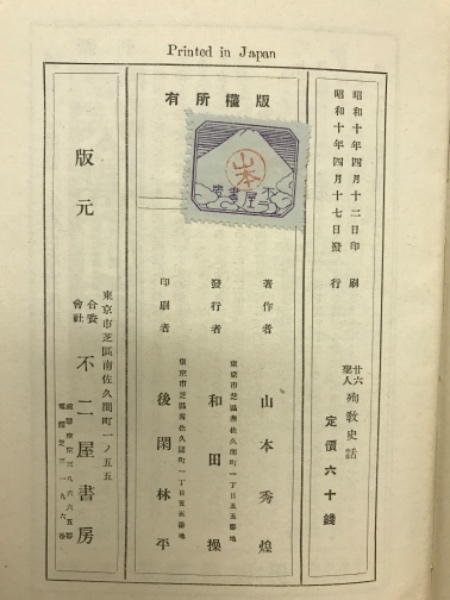 Printed in Japan
昭和十年四月十二日印刷
昭和十年四月十七日發行
廿六聖人 殉教史話
定價六十錢
版權所有
山本
不二屋書房
著作者 山本秀煌
東京市芝區南佐久間町一丁目五五番地
發行者 和田操
東京市芝區南佐久間町一丁目五五番地
印刷者 後閑林平
版元
東京市芝區南佐久間町一ノ五五
合資會社 不二屋書房